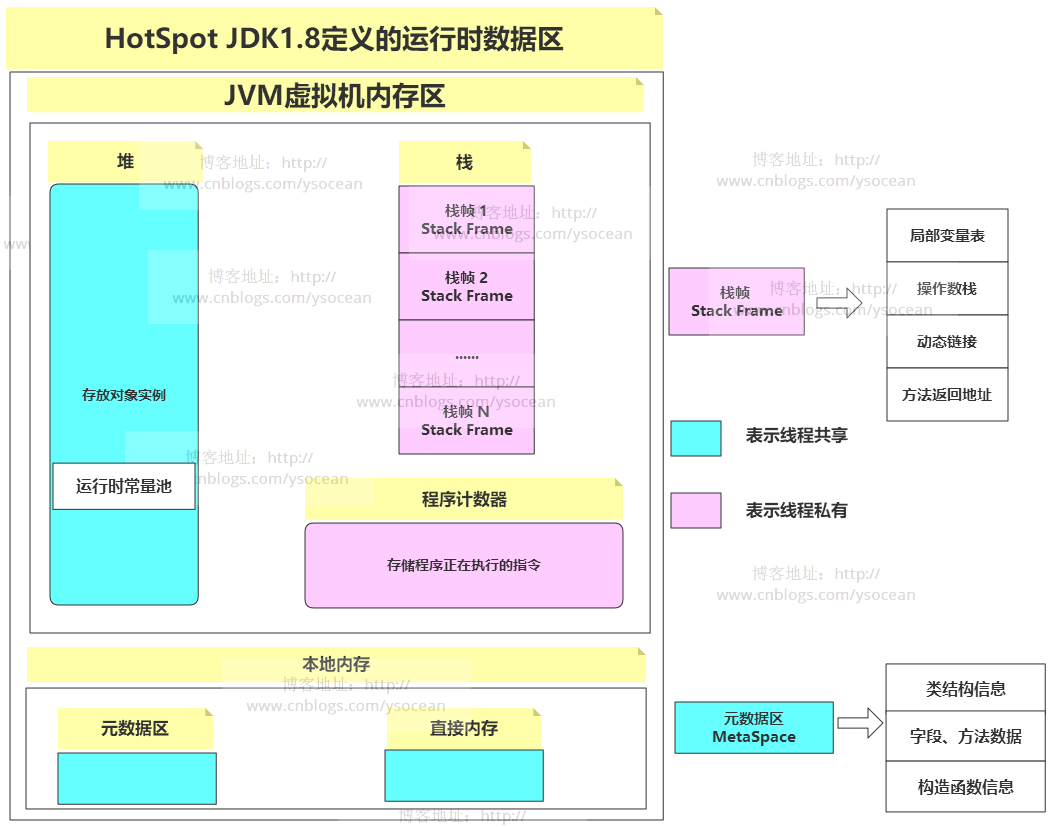 HotSpot JDK1.8定义的运行时数据区
JVM虚拟机内存区
堆
存放对象实例
运行时常量池
栈
栈帧 1
Stack Frame
栈帧 2
Stack Frame
......
栈帧 N
Stack Frame
程序计数器
存储程序正在执行的指令
栈帧
Stack Frame
局部变量表
操作数栈
动态链接
方法返回地址
表示线程共享
表示线程私有
本地内存
元数据区
直接内存
元数据区
MetaSpace
类结构信息
字段、方法数据
构造函数信息
博客地址：http://
www.cnblogs.com/ysocean
博客地址：http://
www.cnblogs.com/ysocean
博客地址：http://
www.cnblogs.com/ysocean
博客地址：http://
www.cnblogs.com/ysocean
博客地址：http://
www.cnblogs.com/ysocean
博客地址：http://
www.cnblogs.com/ysocean
博客地址：http://
www.cnblogs.com/ysocean
博客地址：http://
www.cnblogs.com/ysocean
博客地址：http://
www.cnblogs.com/ysocean
博客地址：http://